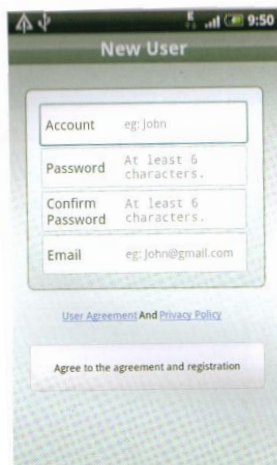 9:50
New User
Account eg: John
Password At least 6
characters.
Confirm
Password At least 6
characters.
Email eg: John@gmail.com
User Agreement And Privacy Policy
Agree to the agreement and registration